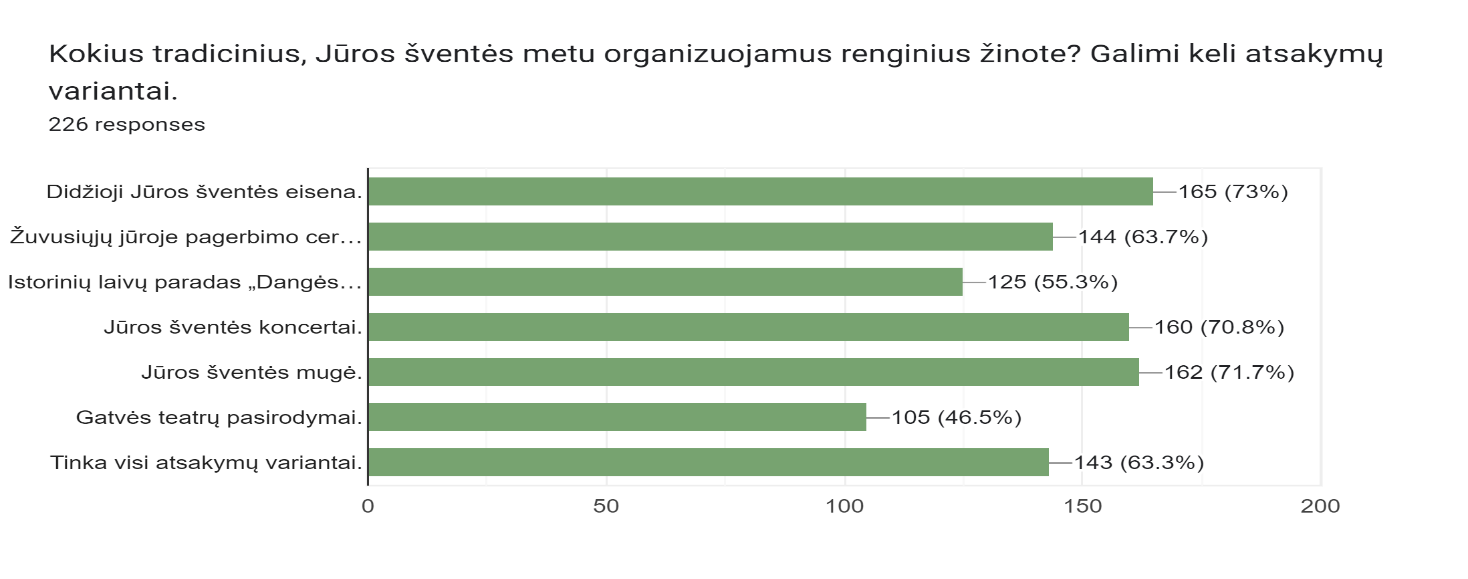 Kokius tradicinius, Jūros šventės metu organizuojamus renginius žinote? Galimi keli atsakymų
variantai.
226 responses
Didžioji Jūros šventės eisena.
165 (73%)
Žuvusiųjų jūroje pagerbimo cer…
144 (63.7%)
Istorinių laivų paradas „Dangės…
125 (55.3%)
Jūros šventės koncertai.
160 (70.8%)
Jūros šventės mugė.
162 (71.7%)
Gatvės teatrų pasirodymai.
105 (46.5%)
Tinka visi atsakymų variantai.
143 (63.3%)
0 50 100 150 200